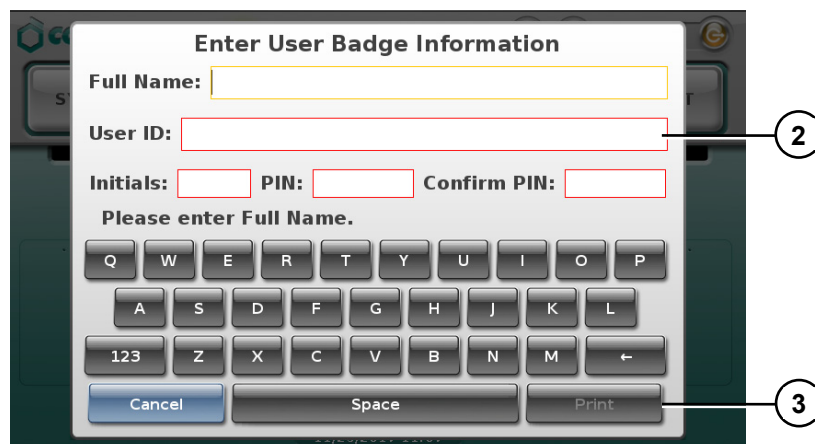 Enter User Badge Information
Full Name:
User ID:
2
Initials: PIN: Confirm PIN:
Please enter Full Name.
Q W E R T Y U I O P
A S D F G H J K L
123 Z X C V B N M ←
Cancel Space Print
3